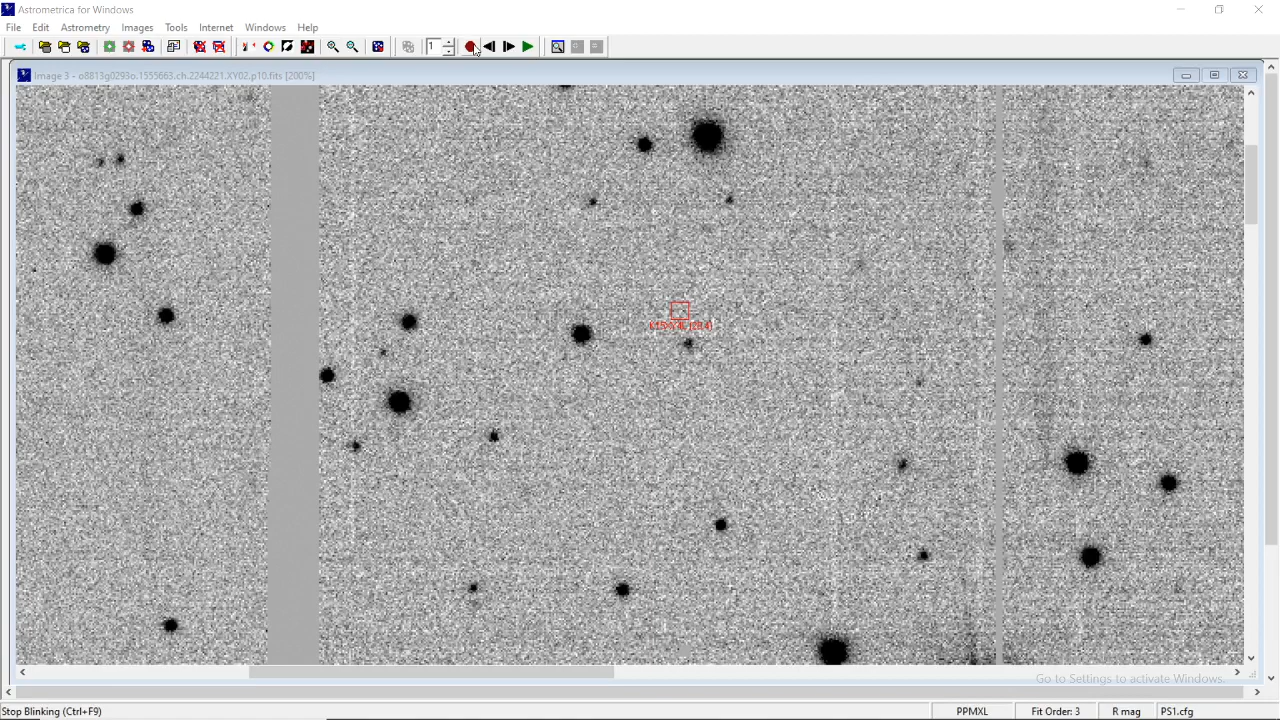 Astrometrica for Windows
File Edit Astrometry Images Tools Internet Windows Help
1
Image 3 - o8813g0293o.1555663.ch.2244221.XY02.p10.fits [200%]
Go to Settings to activate Windows.
Stop Blinking (Ctrl+F9) PPMXL Fit Order: 3 R mag PS1.cfg